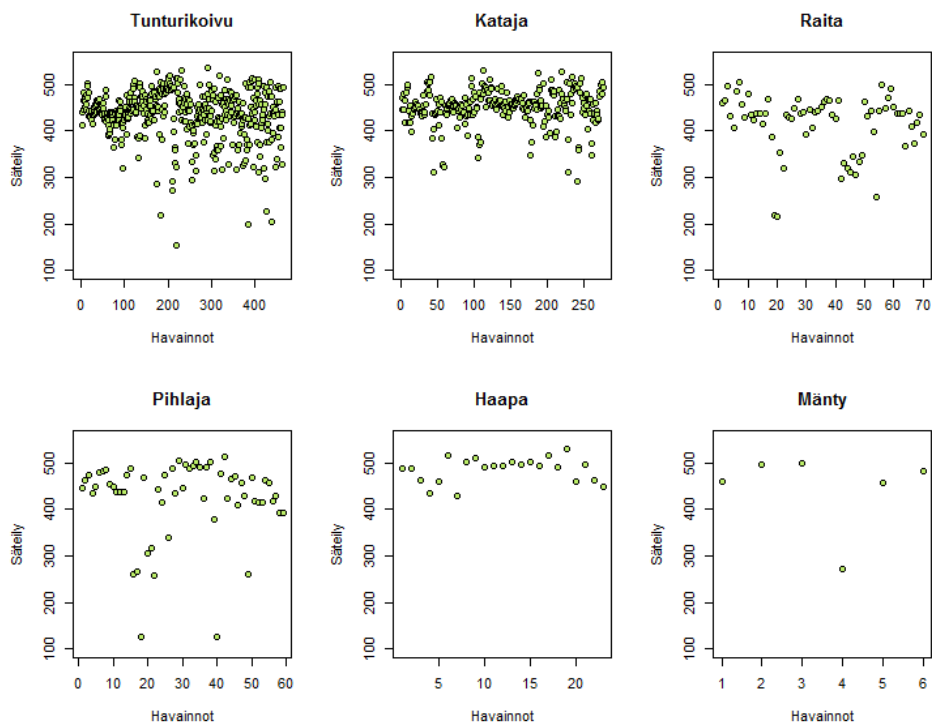 Tunturikoivu
Säteily
100 200 300 400 500
0 100 200 300 400
Havainnot
Kataja
Säteily
100 200 300 400 500
0 50 100 150 200 250
Havainnot
Raita
Säteily
100 200 300 400 500
0 10 20 30 40 50 60 70
Havainnot
Pihlaja
Säteily
100 200 300 400 500
0 10 20 30 40 50 60
Havainnot
Haapa
Säteily
100 200 300 400 500
5 10 15 20
Havainnot
Mänty
Säteily
100 200 300 400 500
1 2 3 4 5 6
Havainnot